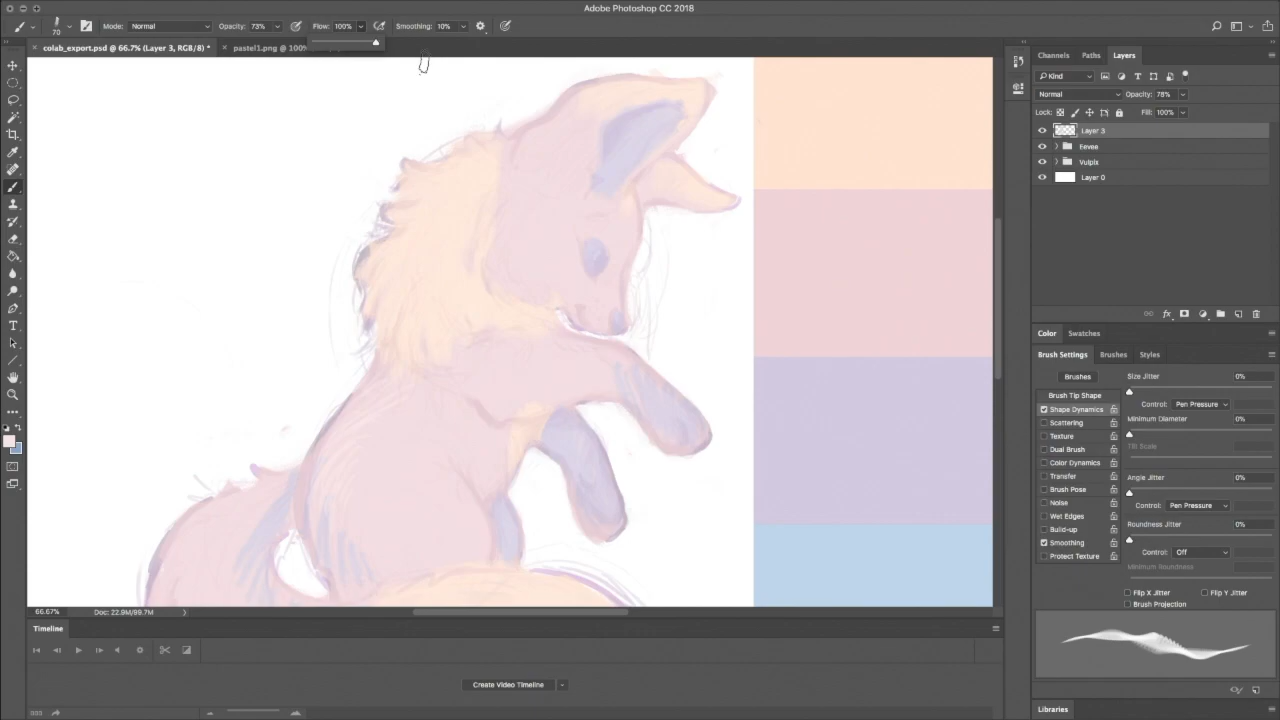 Adobe Photoshop CC 2018
70 Mode: Normal Opacity: 73% Flow: 100% Smoothing: 10%
colab_export.psd @ 66.7% (Layer 3, RGB/8) * pastel1.png @ 100%
Channels Paths Layers
Kind
Normal Opacity: 78%
Lock: Fill: 100%
Layer 3
Eevee
Vulpix
Layer 0
Color Swatches
Brush Settings Brushes Styles
Brushes Size Jitter 0%
Brush Tip Shape
Control: Pen Pressure
Shape Dynamics
Scattering Minimum Diameter 0%
Texture
Tilt Scale
Dual Brush
Color Dynamics
Transfer Angle Jitter 0%
Brush Pose
Noise Control: Pen Pressure
Wet Edges
Build-up Roundness Jitter 0%
Smoothing
Control: Off
Protect Texture
Minimum Roundness
Flip X Jitter Flip Y Jitter
Brush Projection
66.67% Doc: 22.9M/89.7M
Timeline
Create Video Timeline
Libraries